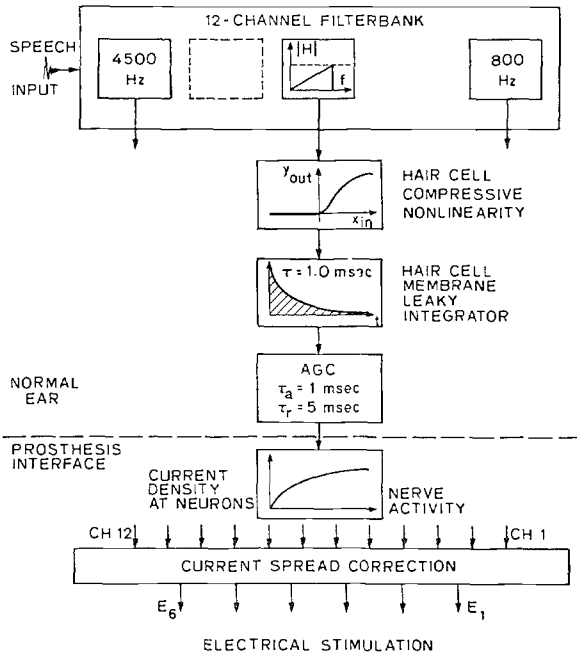 12-CHANNEL FILTERBANK
SPEECH
INPUT
4500
Hz
|H|
f
800
Hz
y out
x in
HAIR CELL
COMPRESSIVE
NONLINEARITY
τ = 1.0 msec
t
HAIR CELL
MEMBRANE
LEAKY
INTEGRATOR
AGC
τa = 1 msec
τr = 5 msec
NORMAL
EAR
PROSTHESIS
INTERFACE
CURRENT
DENSITY
AT NEURONS
NERVE
ACTIVITY
CH 12
CH 1
CURRENT SPREAD CORRECTION
E6
E1
ELECTRICAL STIMULATION